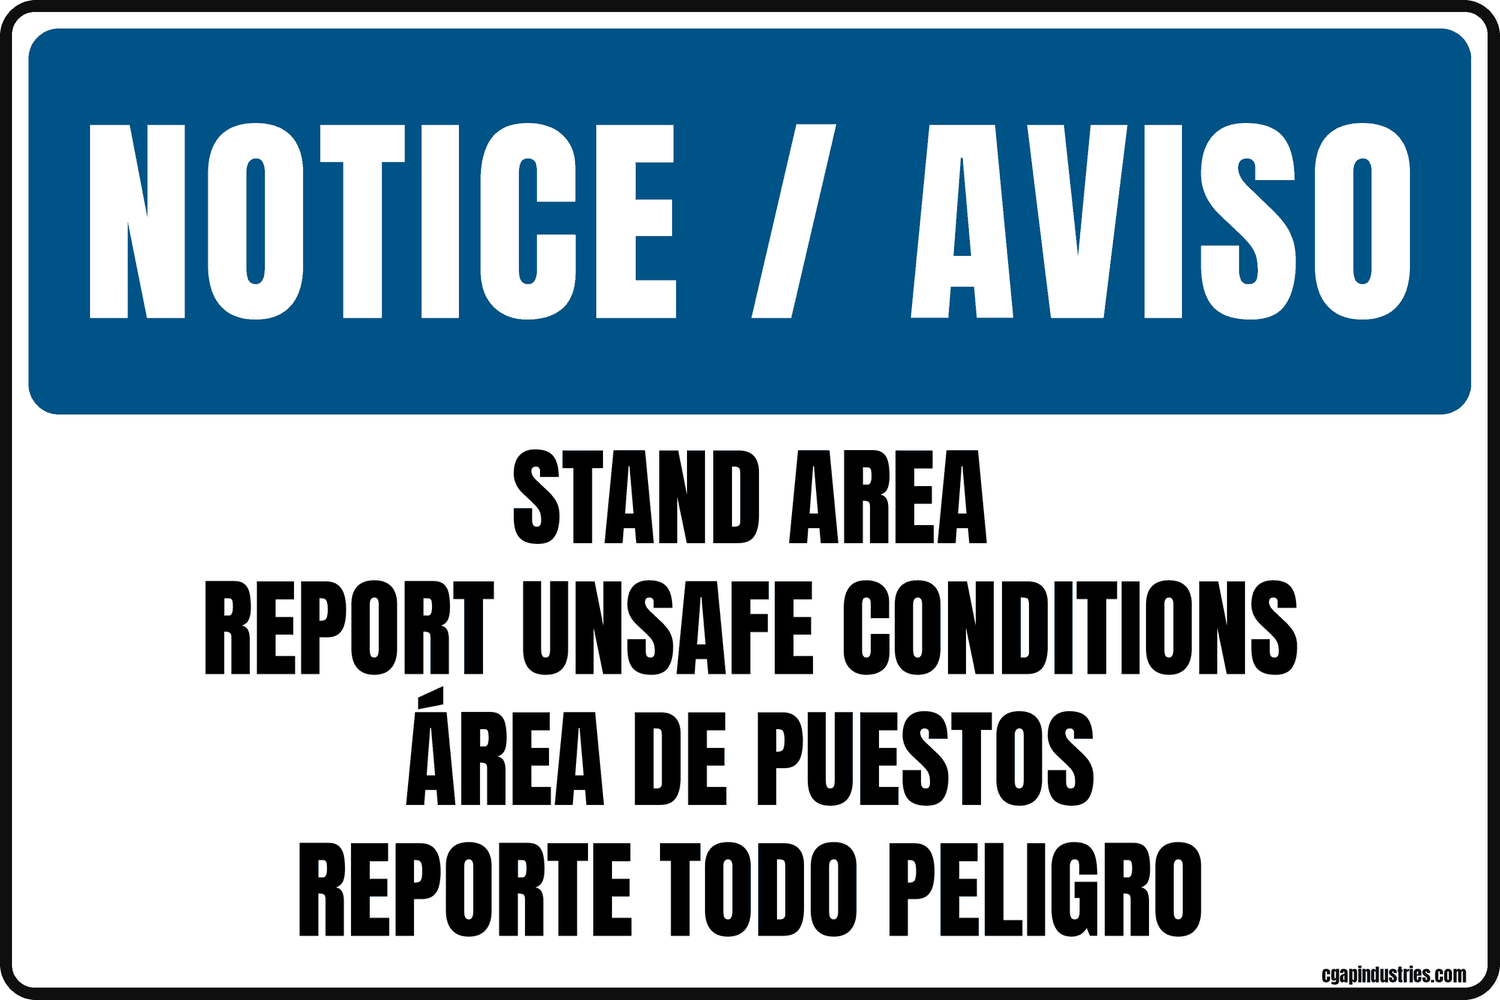 NOTICE / AVISO
STAND AREA
REPORT UNSAFE CONDITIONS
ÁREA DE PUESTOS
REPORTE TODO PELIGRO
cgapindustries.com